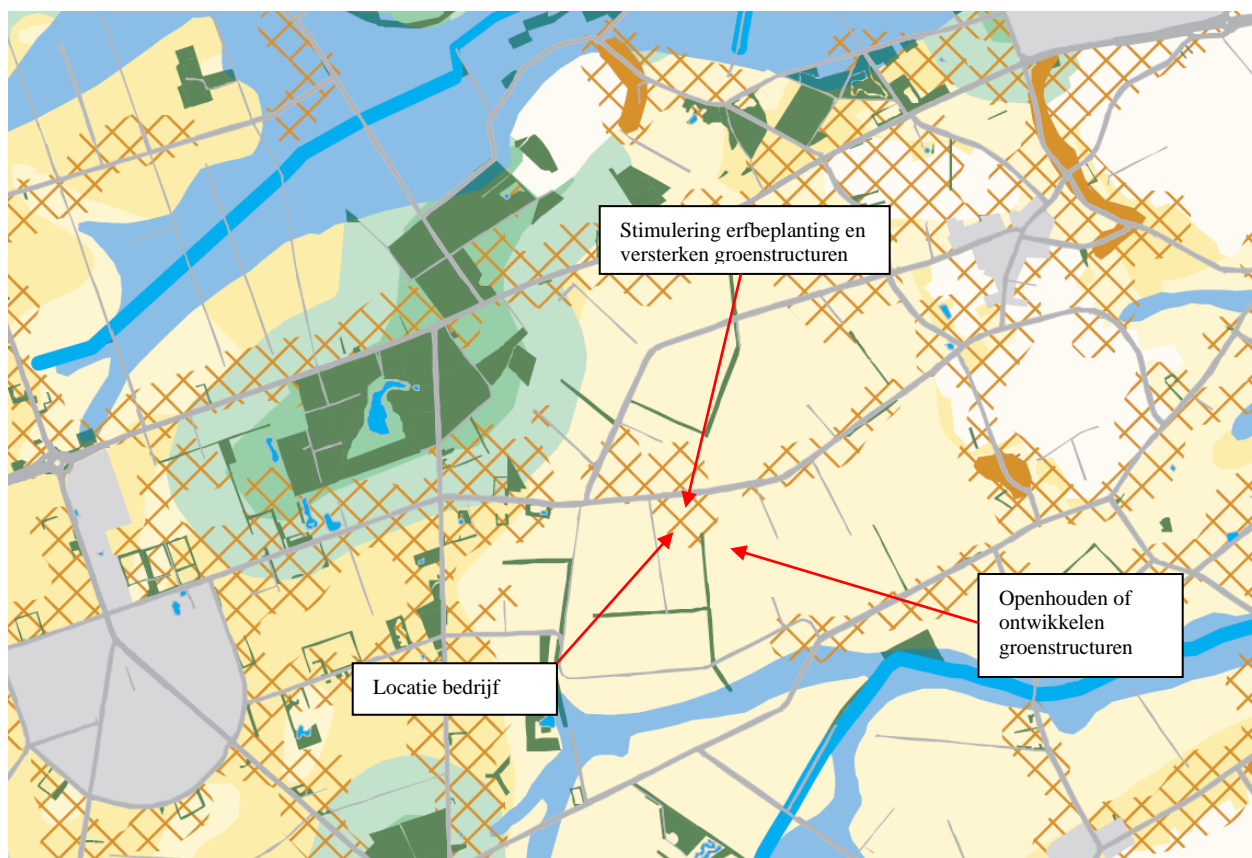 Stimulering erfbeplanting en
versterken groenstructuren
Openhouden of
ontwikkelen
groenstructuren
Locatie bedrijf